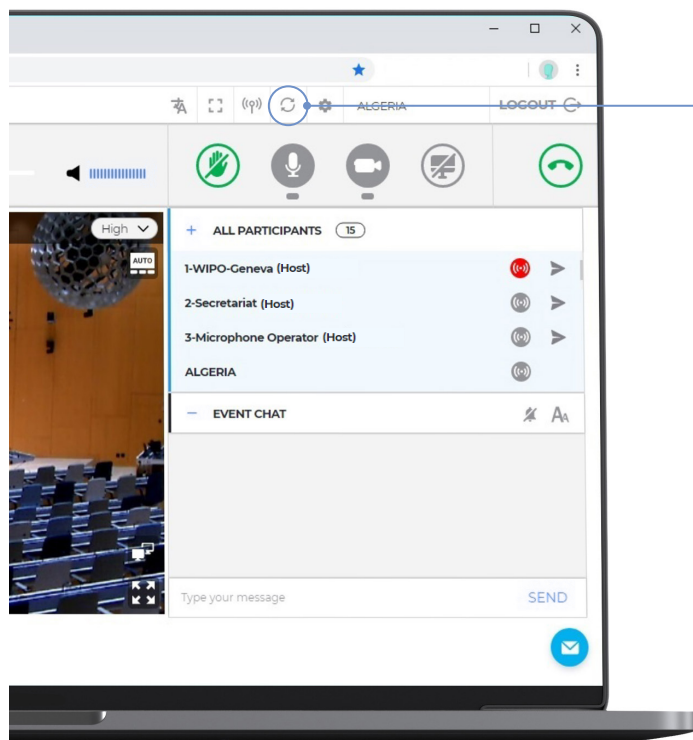 ALGERIA LOGOUT
High
AUTO
+ ALL PARTICIPANTS 15
1-WIPO-Geneva (Host)
2-Secretariat (Host)
3-Microphone Operator (Host)
ALGERIA
− EVENT CHAT AA
Type your message SEND